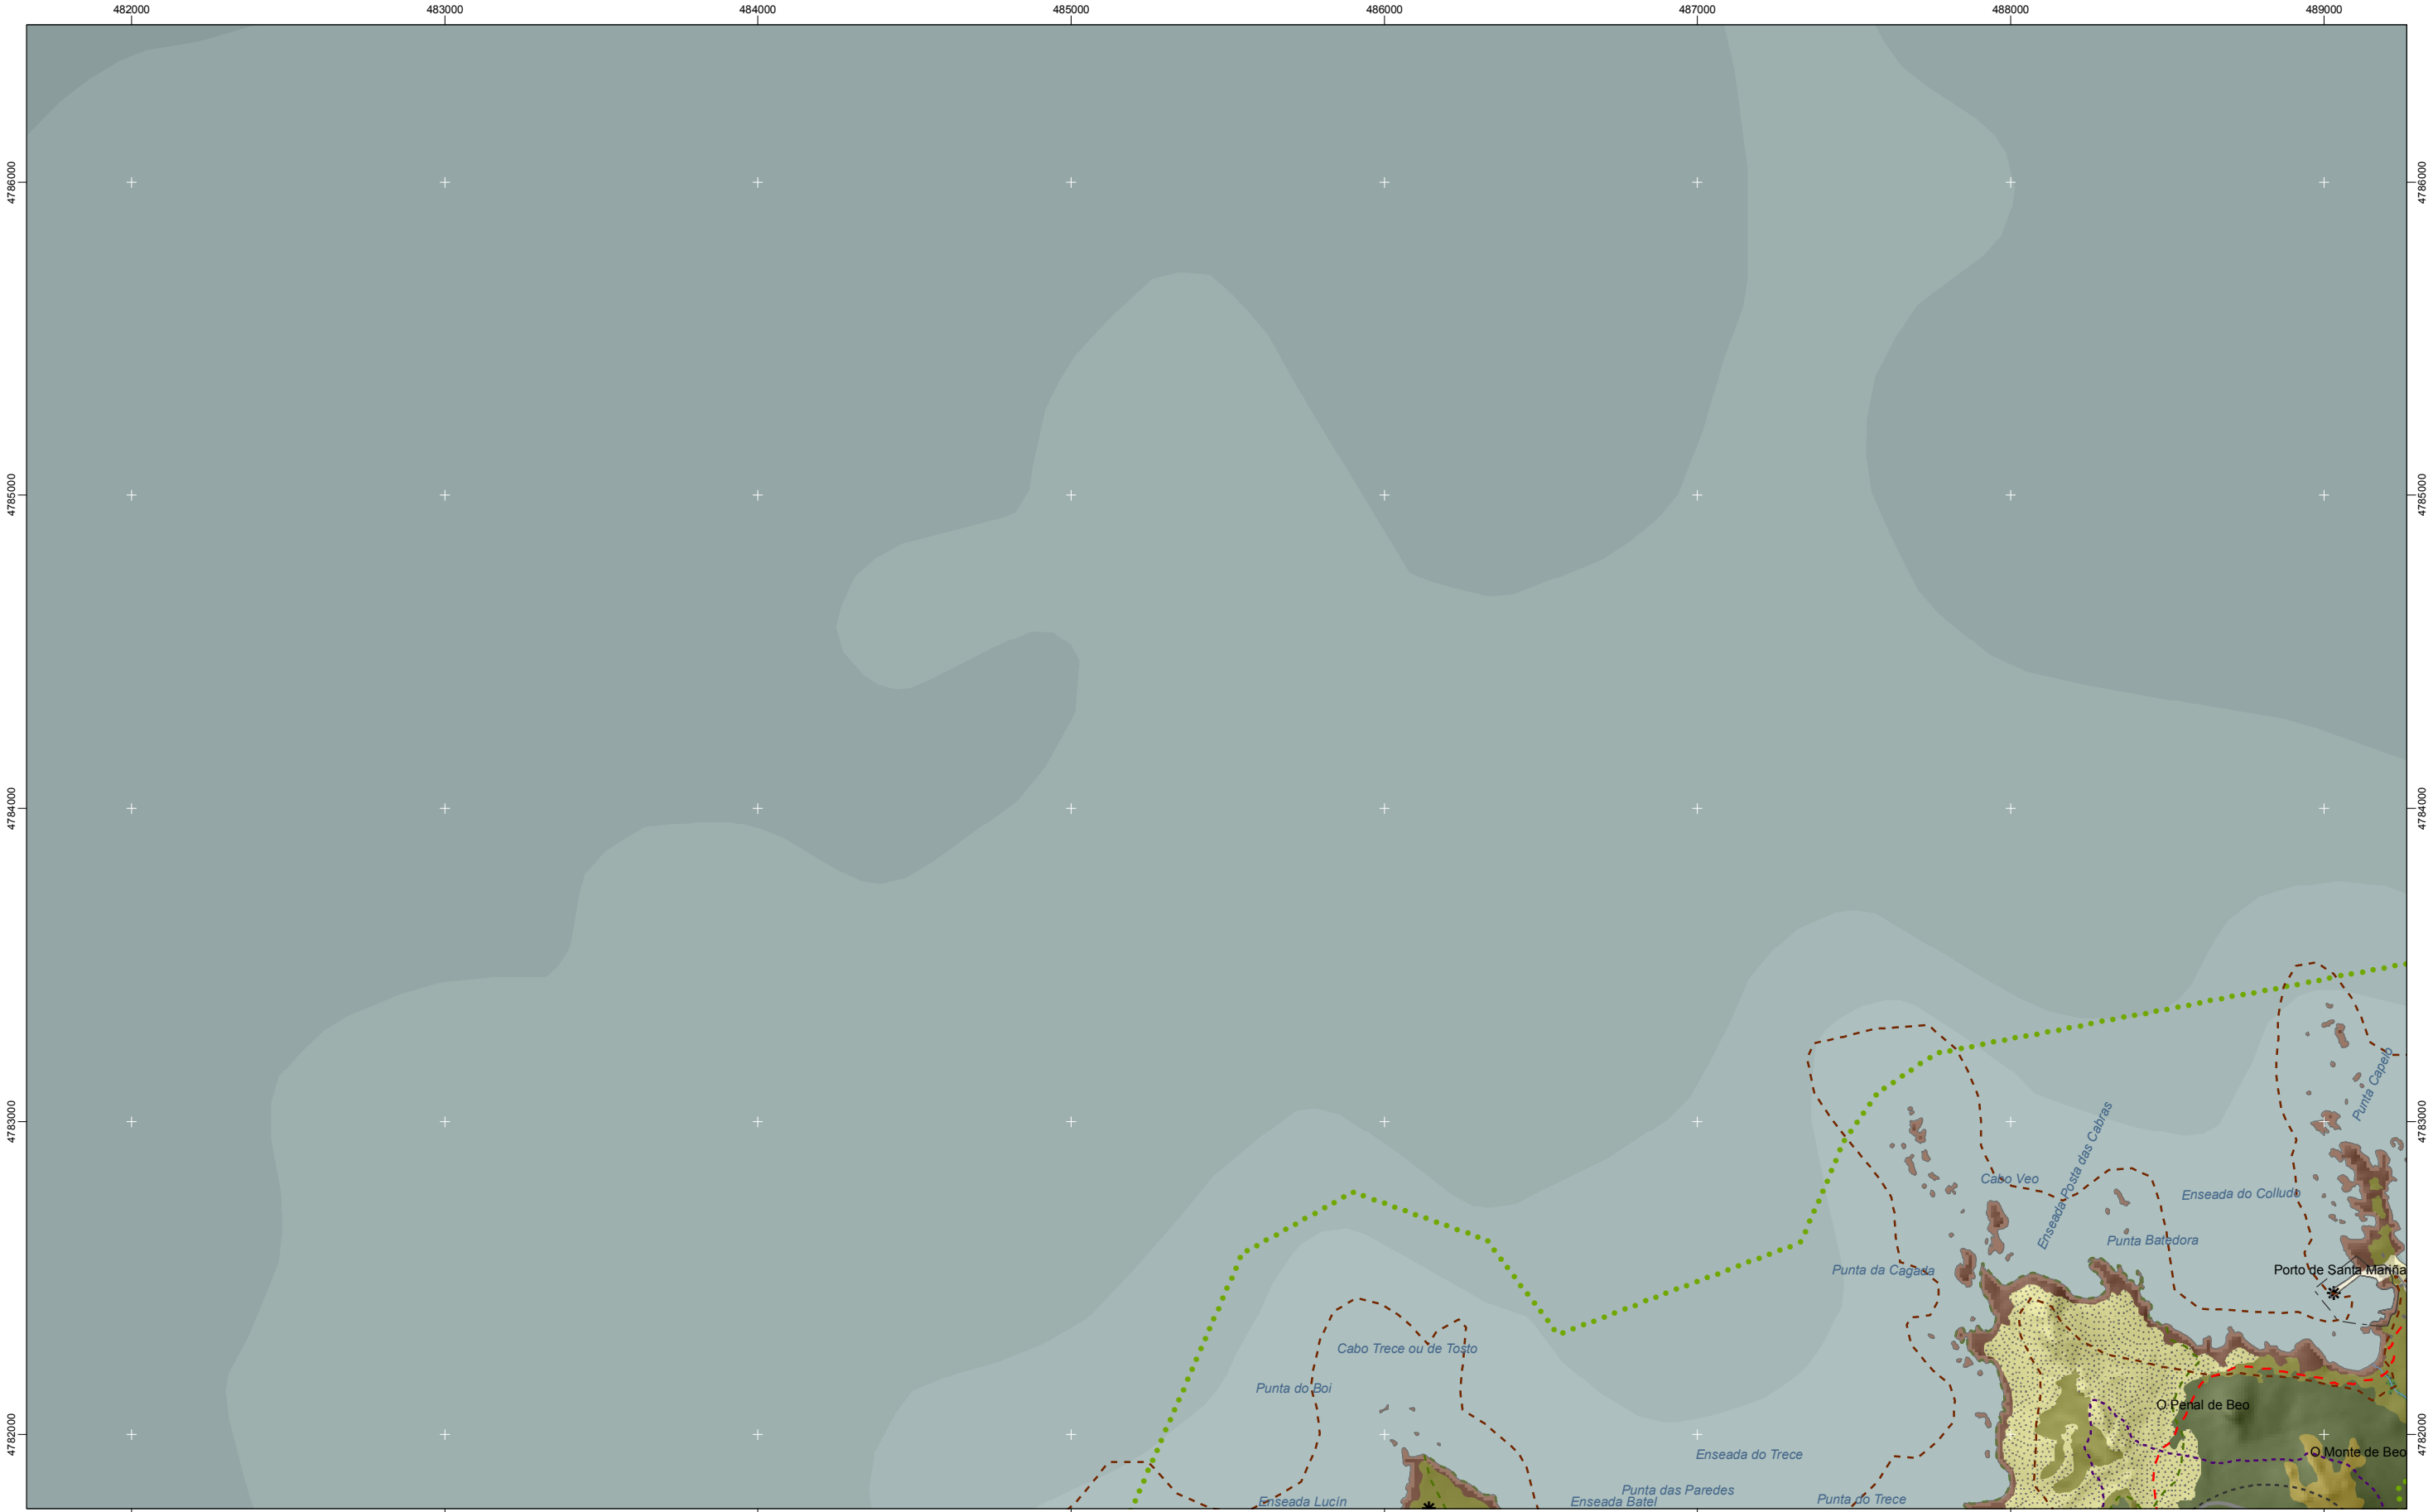 482000 483000 484000 485000 486000 487000 488000 489000
4786000 4786000
4785000 4785000
4784000 4784000
4783000 4783000
4782000 4782000
Punta Capelo
Enseada Posta das Cabras
Cabo Veo
Enseada do Colludo
Punta Batedora
Punta da Cagada
Porto de Santa Mariña
Cabo Trece ou de Tosto
Punta do Boi
O Penal de Beo
O Monte de Beo
Enseada do Trece
Punta das Paredes
Enseada Lucín
Enseada Batel
Punta do Trece